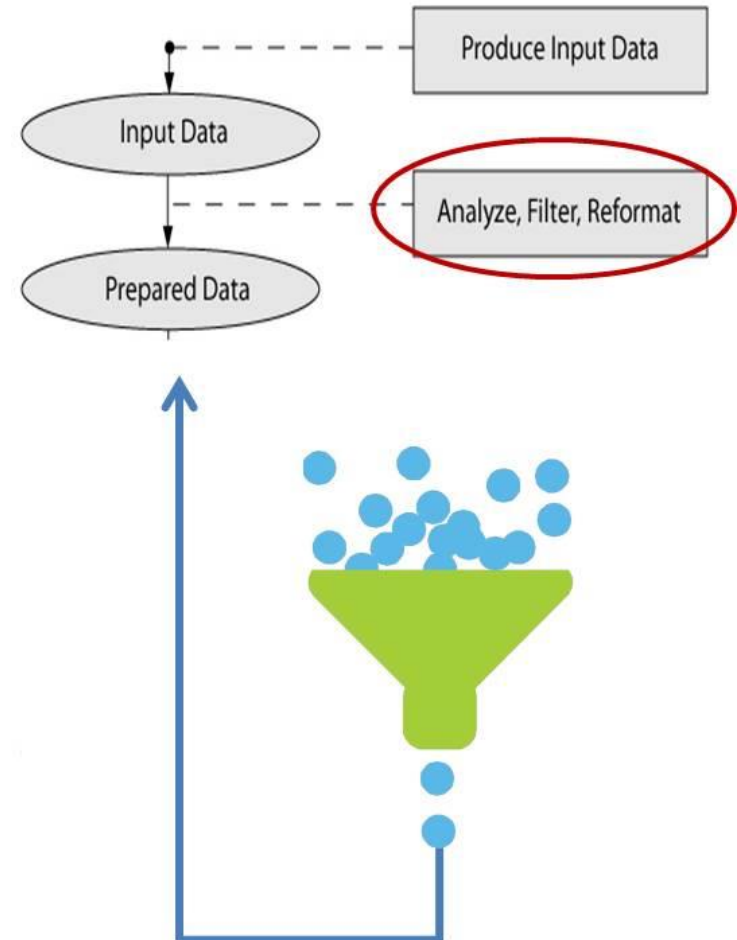 Produce Input Data
Input Data
Analyze, Filter, Reformat
Prepared Data